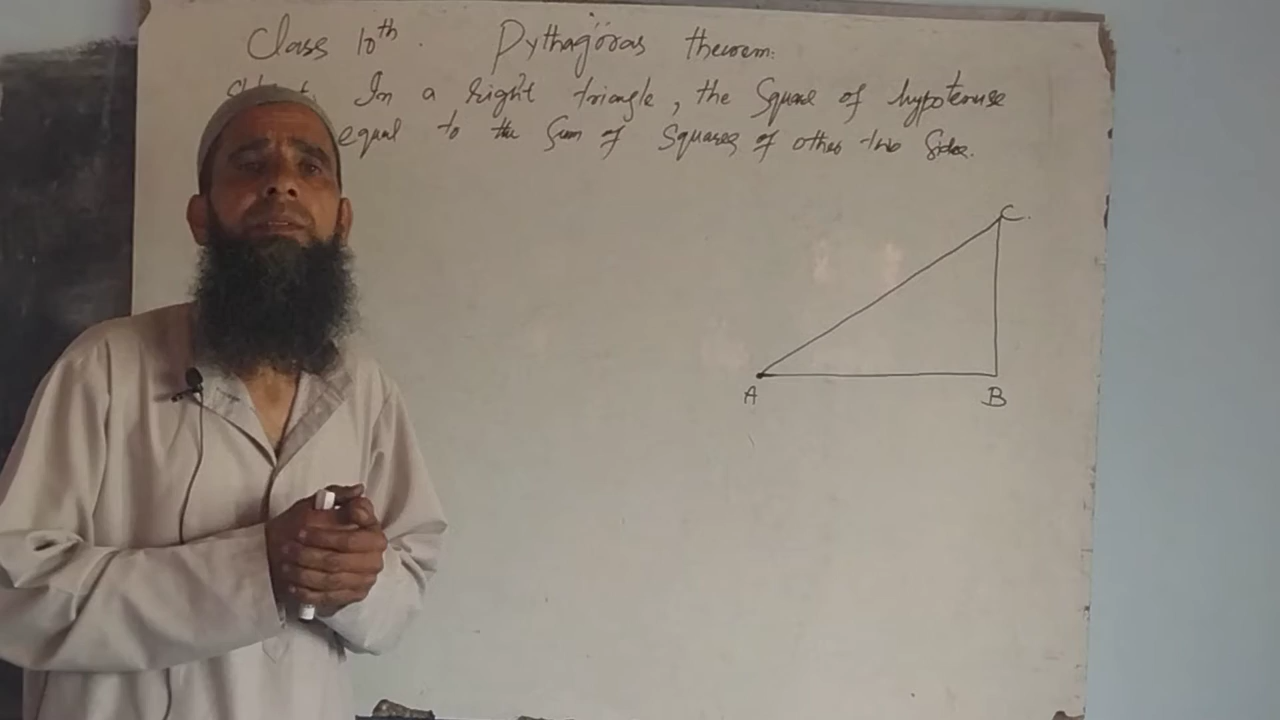 Class 10th. Pythagoras theorem:
In a right triangle, the Square of hypotenuse
equal to the Sum of Squares of other two Sides.
C.
A B